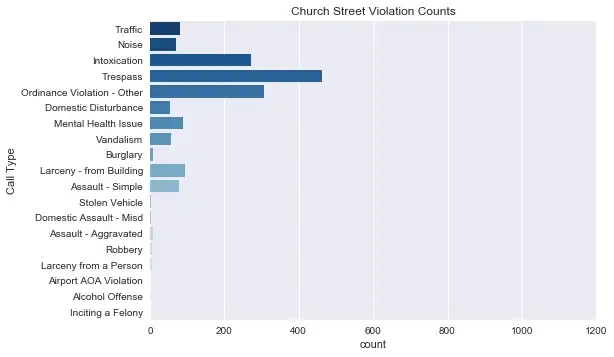 Church Street Violation Counts
Call Type
Traffic
Noise
Intoxication
Trespass
Ordinance Violation - Other
Domestic Disturbance
Mental Health Issue
Vandalism
Burglary
Larceny - from Building
Assault - Simple
Stolen Vehicle
Domestic Assault - Misd
Assault - Aggravated
Robbery
Larceny from a Person
Airport AOA Violation
Alcohol Offense
Inciting a Felony
0 200 400 600 800 1000 1200
count